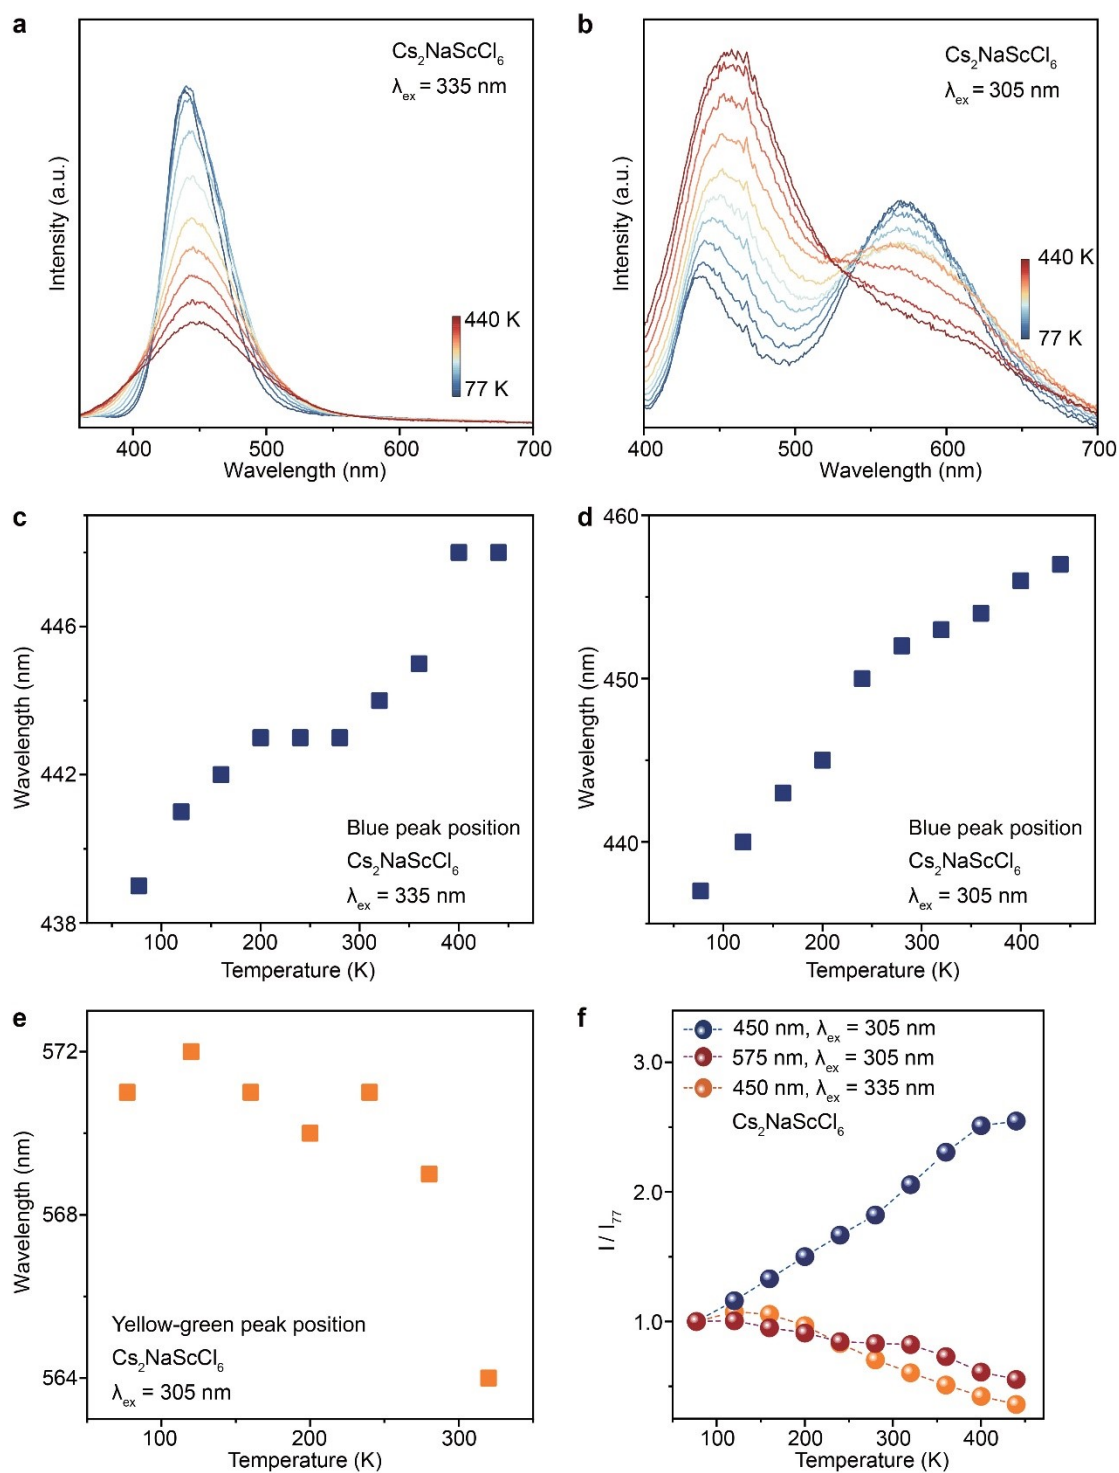 a
Cs₂NaScCl₆
λₑₓ = 335 nm
Intensity (a.u.)
440 K
77 K
400 500 600 700
Wavelength (nm)
b
Cs₂NaScCl₆
λₑₓ = 305 nm
Intensity (a.u.)
440 K
77 K
400 500 600 700
Wavelength (nm)
c
446
442
438
Wavelength (nm)
Blue peak position
Cs₂NaScCl₆
λₑₓ = 335 nm
100 200 300 400
Temperature (K)
d
460
450
440
Wavelength (nm)
Blue peak position
Cs₂NaScCl₆
λₑₓ = 305 nm
100 200 300 400
Temperature (K)
e
572
568
564
Wavelength (nm)
Yellow-green peak position
Cs₂NaScCl₆
λₑₓ = 305 nm
100 200 300
Temperature (K)
f
450 nm, λₑₓ = 305 nm
575 nm, λₑₓ = 305 nm
450 nm, λₑₓ = 335 nm
Cs₂NaScCl₆
3.0
2.0
1.0
I / I₇₇
100 200 300 400
Temperature (K)